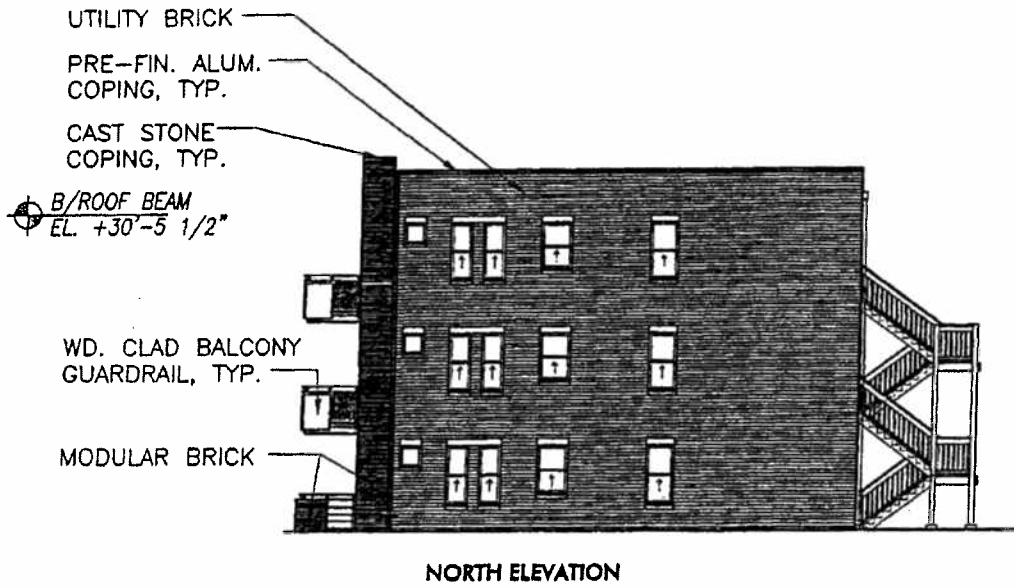 UTILITY BRICK
PRE-FIN. ALUM.
COPING, TYP.
CAST STONE
COPING, TYP.
B/ROOF BEAM
EL. +30'-5 1/2"
WD. CLAD BALCONY
GUARDRAIL, TYP.
MODULAR BRICK
NORTH ELEVATION